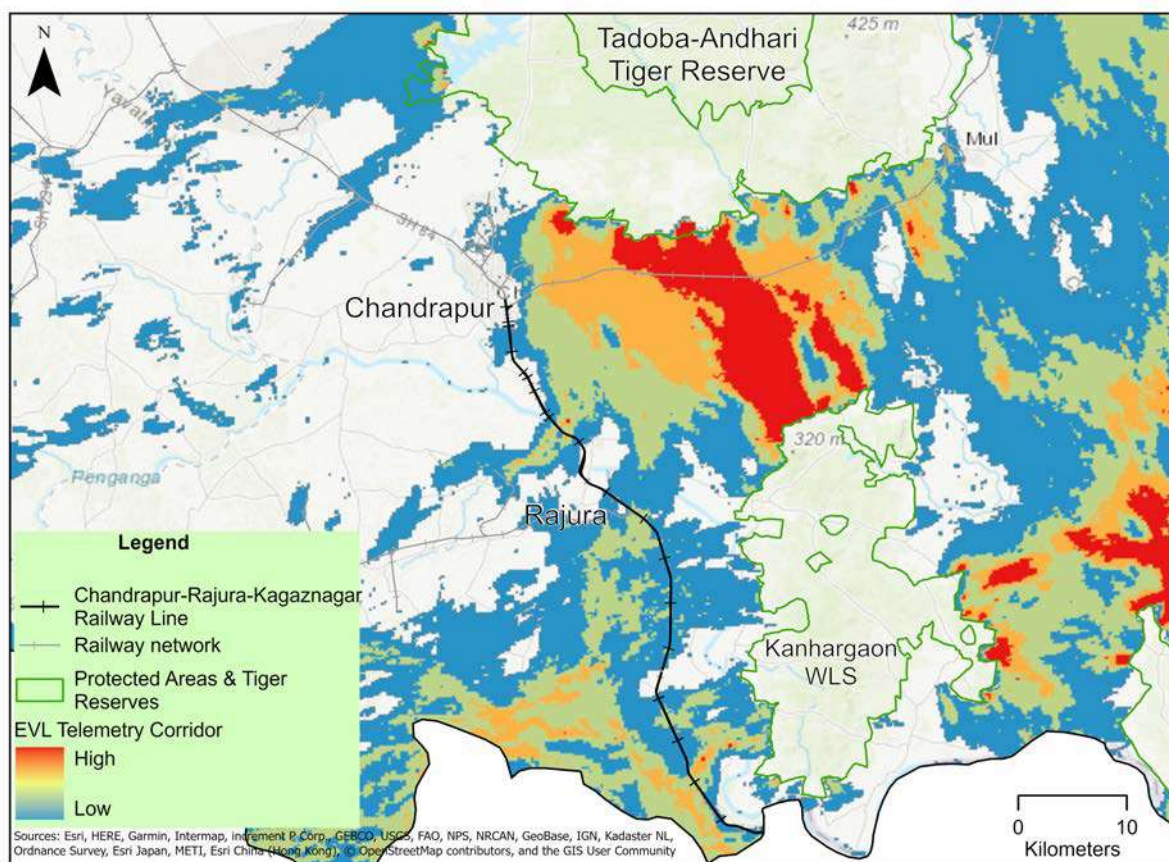 N
Tadoba-Andhari
Tiger Reserve
425 m
Mul
SH 84
Chandrapur
Penganga
320 m
Rajura
Kanhargaon
WLS
Legend
Chandrapur-Rajura-Kagaznagar
Railway Line
Railway network
Protected Areas & Tiger
Reserves
EVL Telemetry Corridor
High
Low
0 10
Kilometers
Sources: Esri, HERE, Garmin, Intermap, increment P Corp., GEBCO, USGS, FAO, NPS, NRCAN, GeoBase, IGN, Kadaster NL,
Ordnance Survey, Esri Japan, METI, Esri China (Hong Kong), © OpenStreetMap contributors, and the GIS User Community